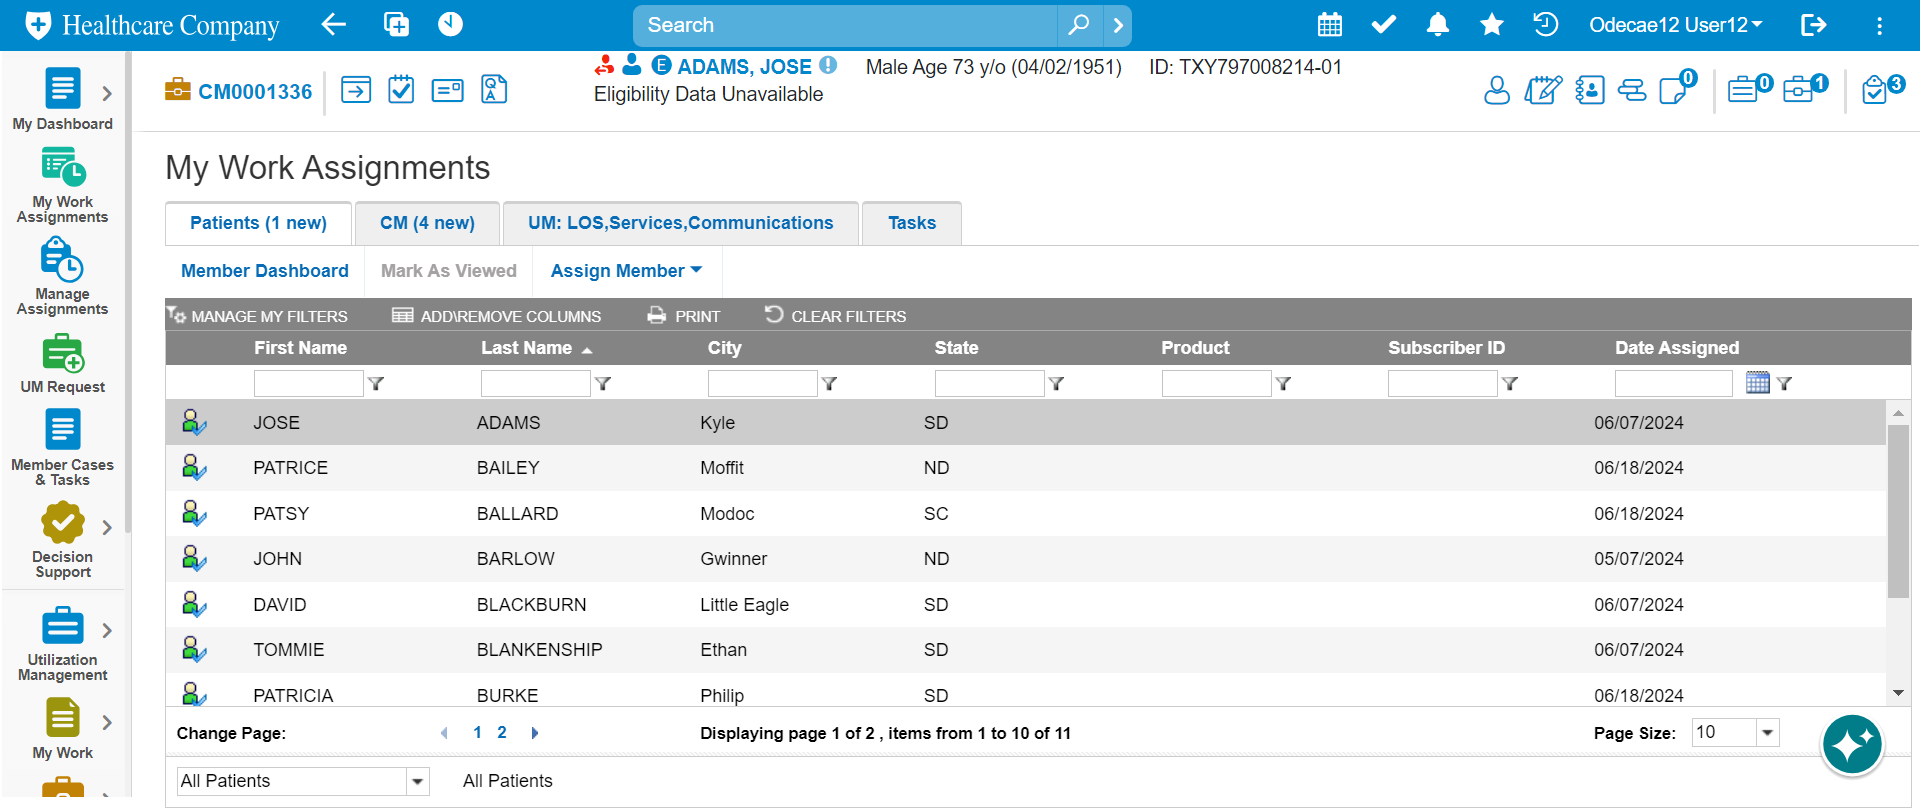 Healthcare Company
Search
Odecae12 User12
CM0001336
E ADAMS, JOSE
Male Age 73 y/o (04/02/1951)
ID: TXY797008214-01
Eligibility Data Unavailable
Q
A
0
0
1
3
My Dashboard
My Work
Assignments
Manage
Assignments
UM Request
Member Cases
& Tasks
Decision
Support
Utilization
Management
My Work
My Work Assignments
Patients (1 new)
CM (4 new)
UM: LOS,Services,Communications
Tasks
Member Dashboard
Mark As Viewed
Assign Member
MANAGE MY FILTERS
ADD\REMOVE COLUMNS
PRINT
CLEAR FILTERS
First Name Last Name City State Product Subscriber ID Date Assigned
JOSE ADAMS Kyle SD 06/07/2024
PATRICE BAILEY Moffit ND 06/18/2024
PATSY BALLARD Modoc SC 06/18/2024
JOHN BARLOW Gwinner ND 05/07/2024
DAVID BLACKBURN Little Eagle SD 06/07/2024
TOMMIE BLANKENSHIP Ethan SD 06/07/2024
PATRICIA BURKE Philip SD 06/18/2024
Change Page: 1 2
Displaying page 1 of 2 , items from 1 to 10 of 11
Page Size: 10
All Patients
All Patients